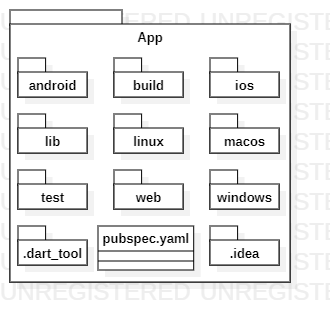 UNREGISTERED UNREGISTERED
App
android build ios
lib linux macos
test web windows
.dart_tool pubspec.yaml .idea
UNREGISTERED UNREGISTERED